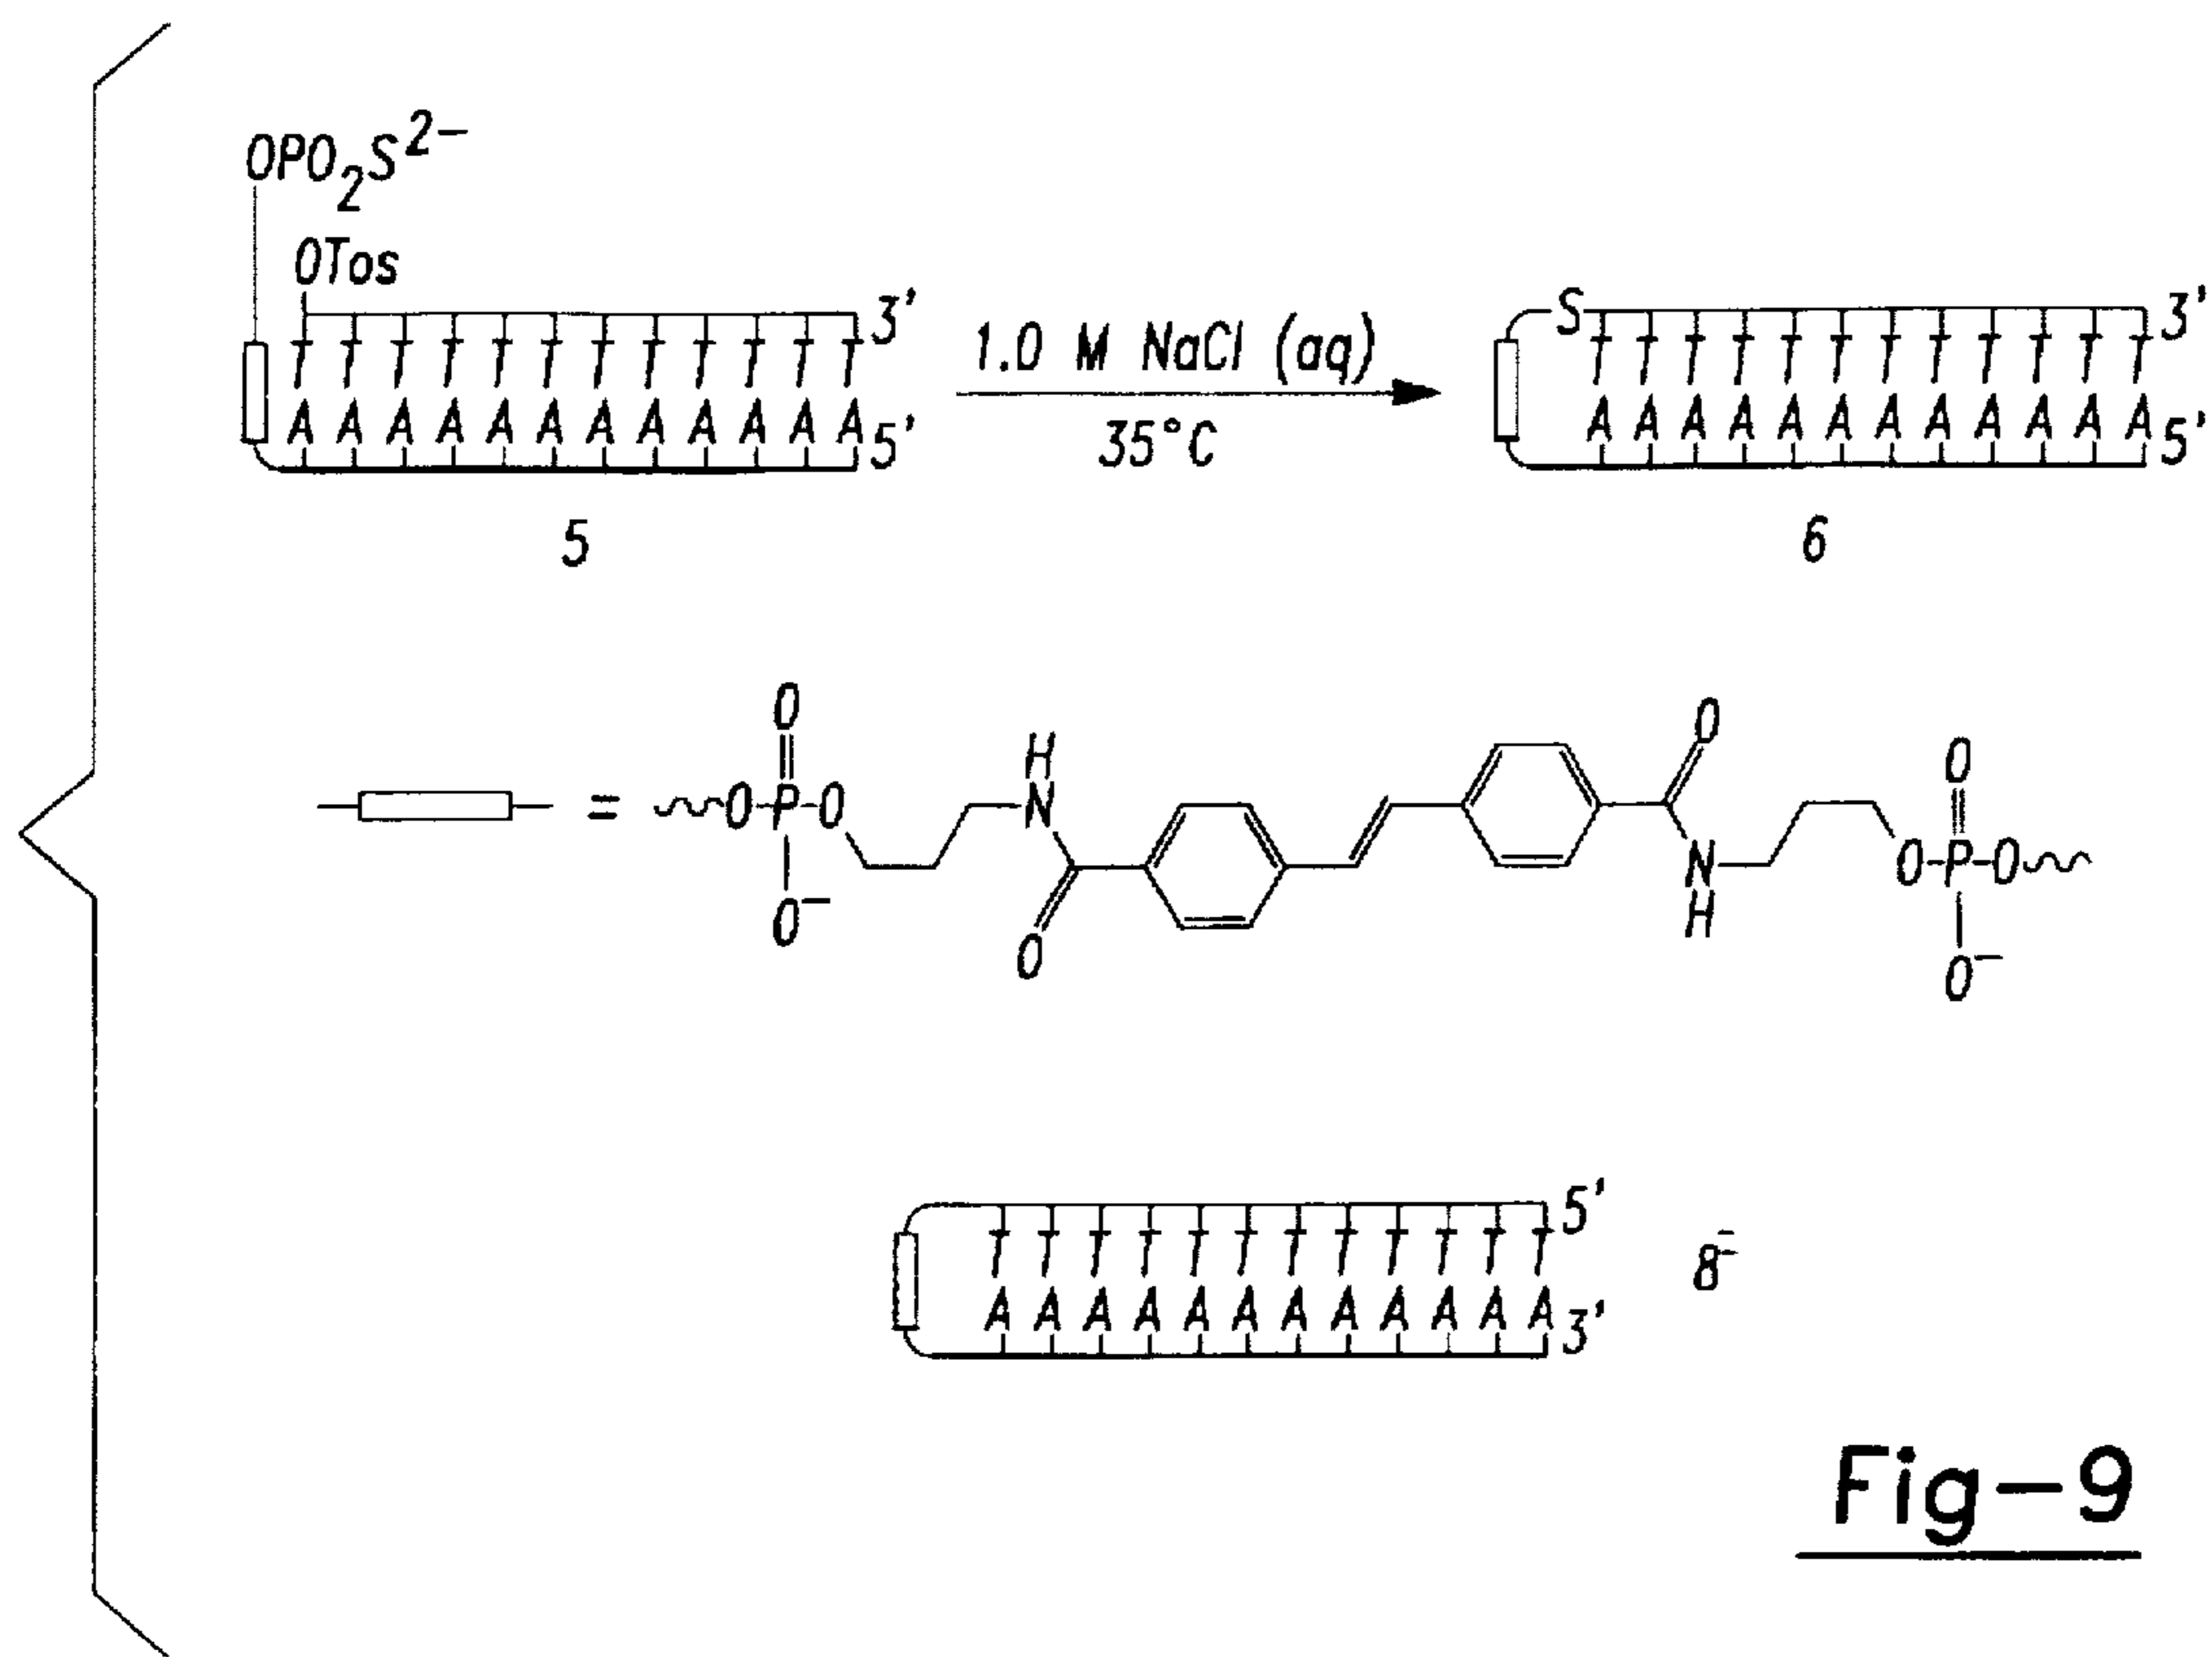 OPO₂S²⁻
OTos
3'
T T T T T T T T T T T T
A A A A A A A A A A A A
5'
5
1.0 M NaCl (aq)
35°C
S
3'
T T T T T T T T T T T T
A A A A A A A A A A A A
5'
6
O
H
O
O
= O-P-O N
O-P-O
N
H
O⁻
O
O⁻
5'
T T T T T T T T T T T T
A A A A A A A A A A A A
3'
8
Fig-9